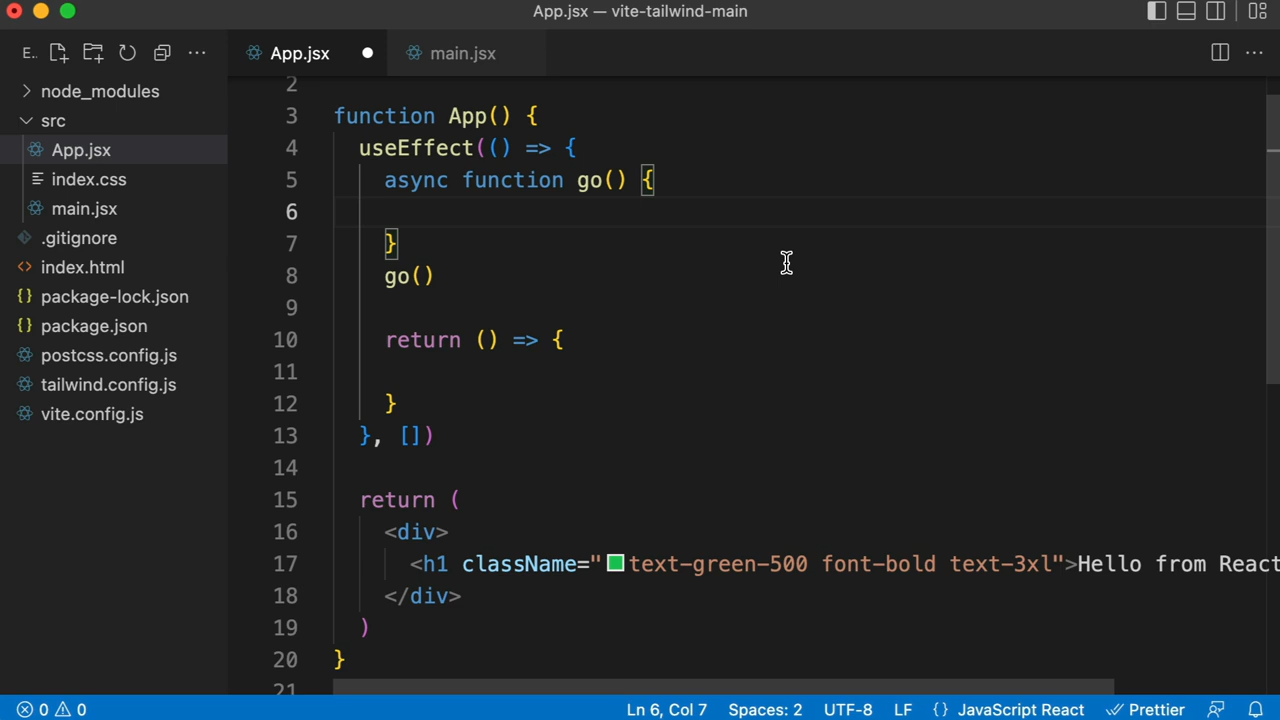 App.jsx — vite-tailwind-main
E..
App.jsx
main.jsx
node_modules
src
App.jsx
index.css
main.jsx
.gitignore
index.html
package-lock.json
package.json
postcss.config.js
tailwind.config.js
vite.config.js
2
3 function App() {
4 useEffect(() => {
5 async function go() {
6
7 }
8 go()
9
10 return () => {
11
12 }
13 }, [])
14
15 return (
16 <div>
17 <h1 className="text-green-500 font-bold text-3xl">Hello from React
18 </div>
19 )
20 }
21
0 0 Ln 6, Col 7 Spaces: 2 UTF-8 LF {} JavaScript React Prettier